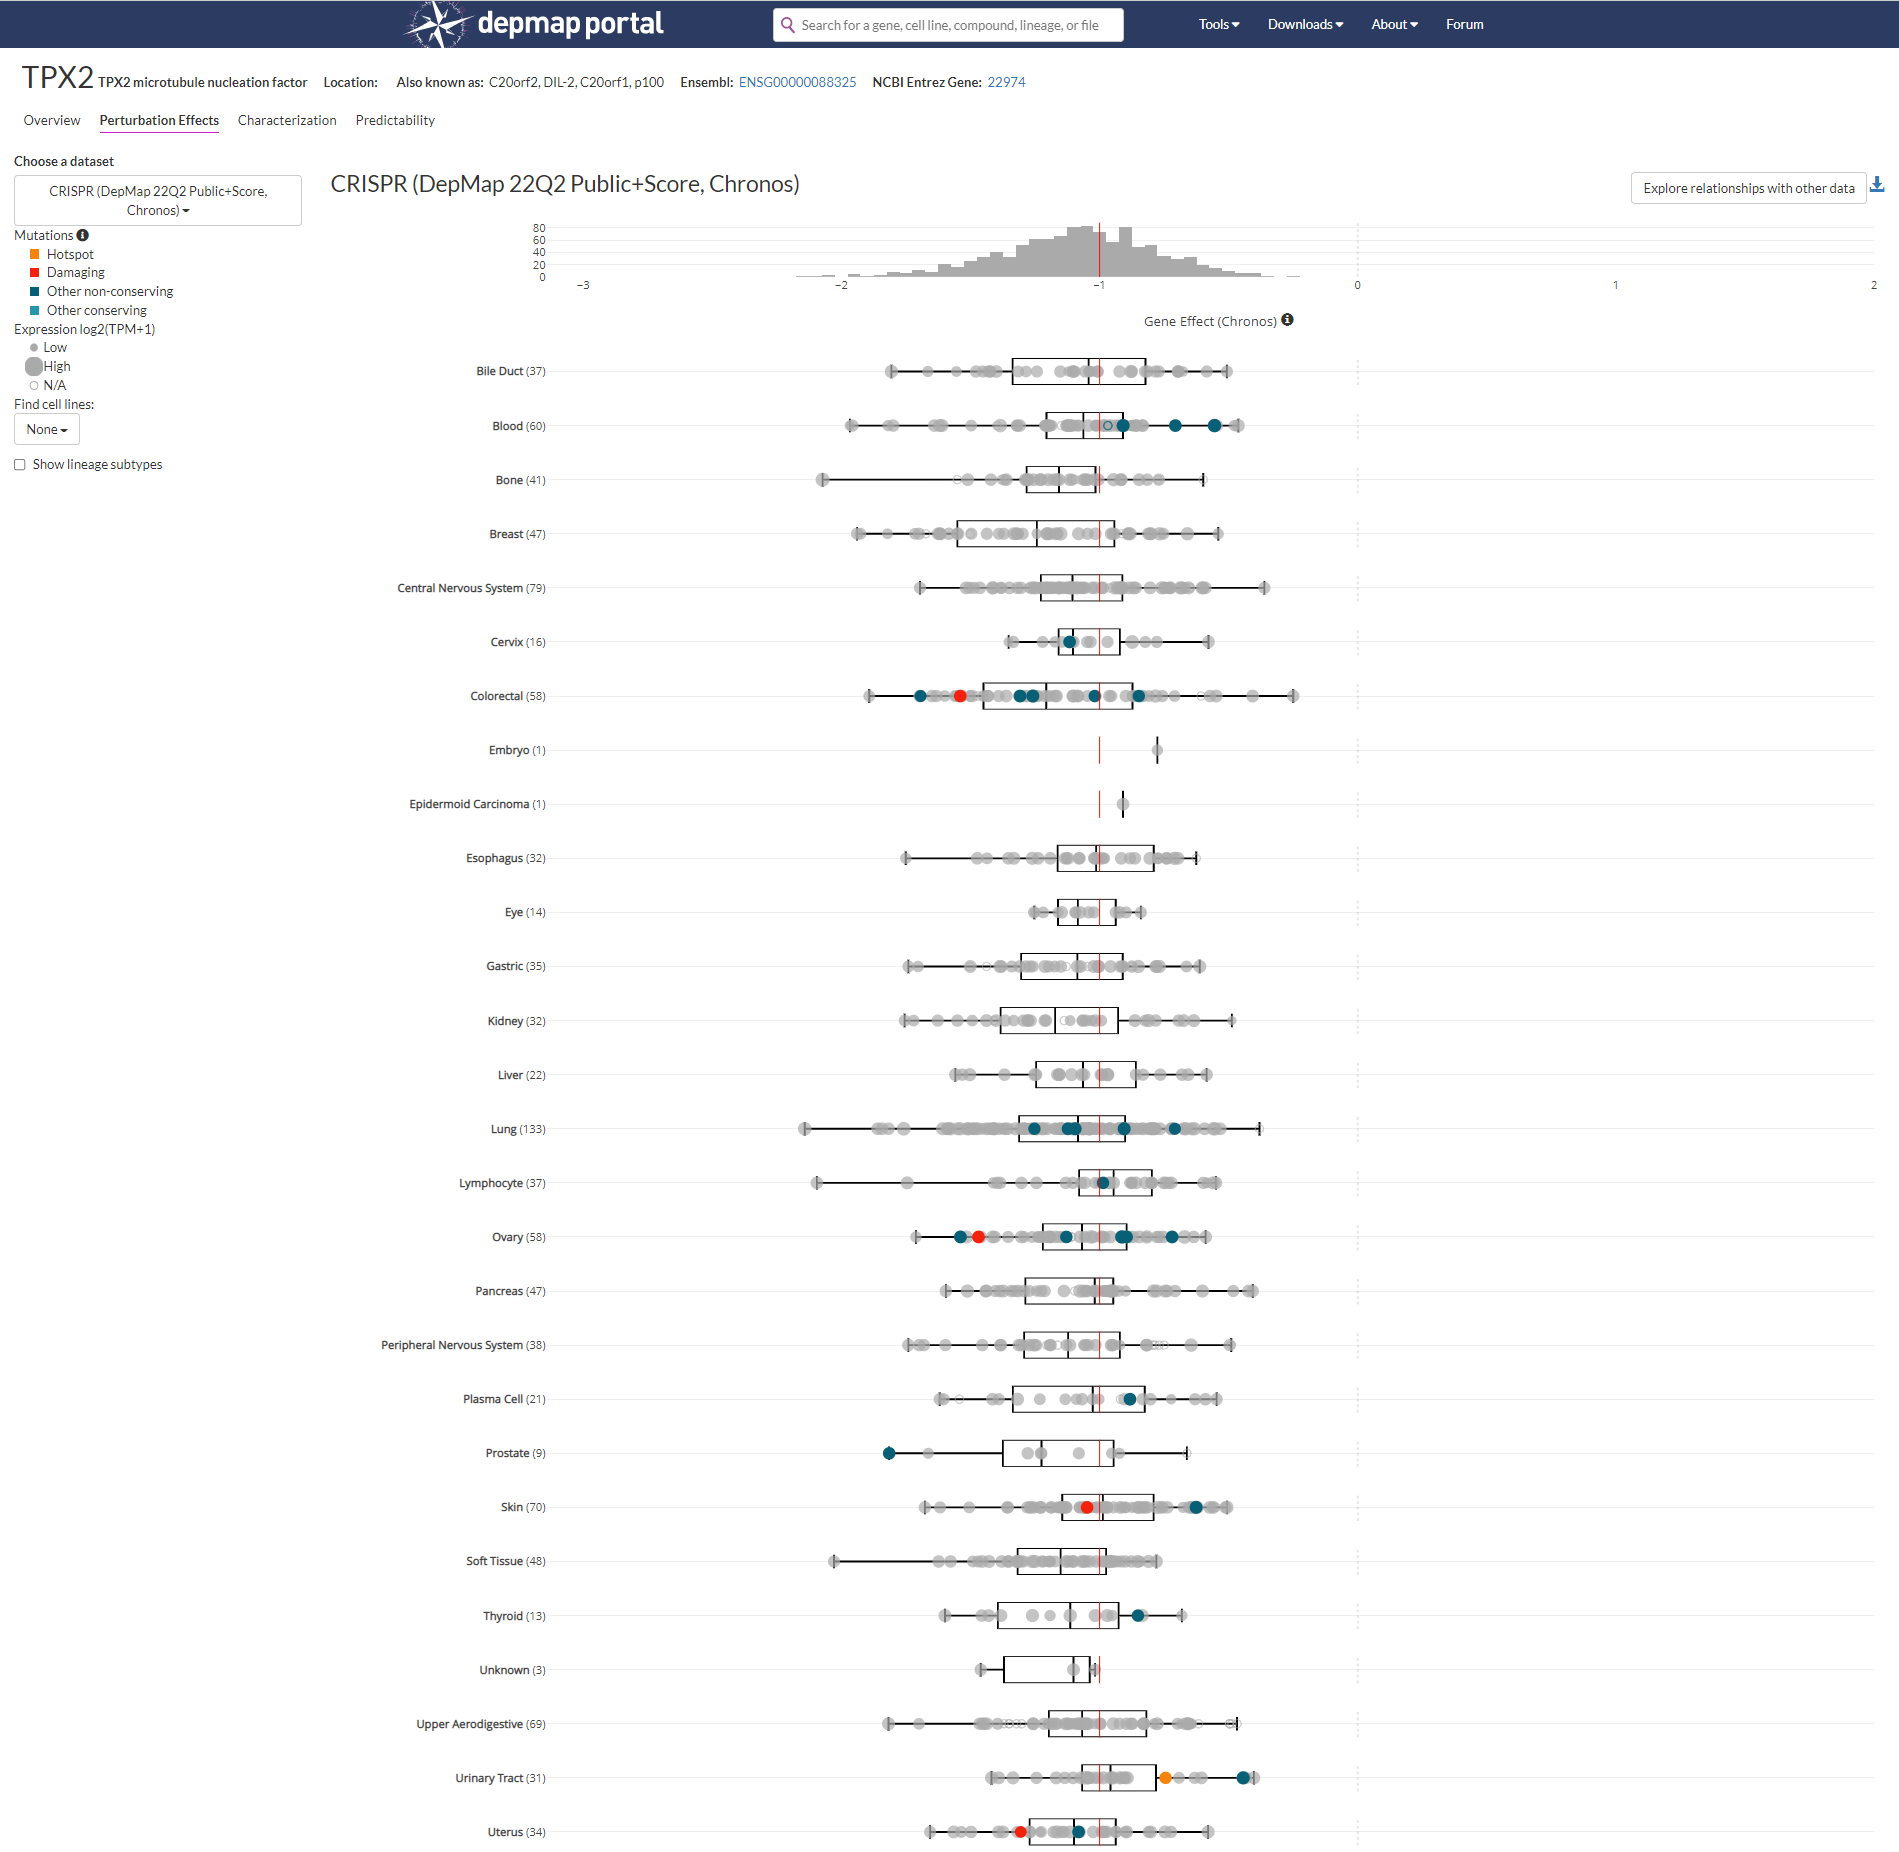 depmap portal
Search for a gene, cell line, compound, lineage, or file
Tools
Downloads
About
Forum
TPX2 TPX2 microtubule nucleation factor Location: Also known as: C20orf2, DIL-2, C20orf1, p100 Ensembl: ENSG00000088325 NCBI Entrez Gene: 22974
Overview Perturbation Effects Characterization Predictability
Choose a dataset
CRISPR (DepMap 22Q2 Public+Score,
Chronos)
Mutations
Hotspot
Damaging
Other non-conserving
Other conserving
Expression log2(TPM+1)
Low
High
N/A
Find cell lines:
None
Show lineage subtypes
CRISPR (DepMap 22Q2 Public+Score, Chronos)
Explore relationships with other data
80
60
40
20
0
−3 −2 −1 0 1 2
Gene Effect (Chronos)
Bile Duct (37)
Blood (60)
Bone (41)
Breast (47)
Central Nervous System (79)
Cervix (16)
Colorectal (58)
Embryo (1)
Epidermoid Carcinoma (1)
Esophagus (32)
Eye (14)
Gastric (35)
Kidney (32)
Liver (22)
Lung (133)
Lymphocyte (37)
Ovary (58)
Pancreas (47)
Peripheral Nervous System (38)
Plasma Cell (21)
Prostate (9)
Skin (70)
Soft Tissue (48)
Thyroid (13)
Unknown (3)
Upper Aerodigestive (69)
Urinary Tract (31)
Uterus (34)